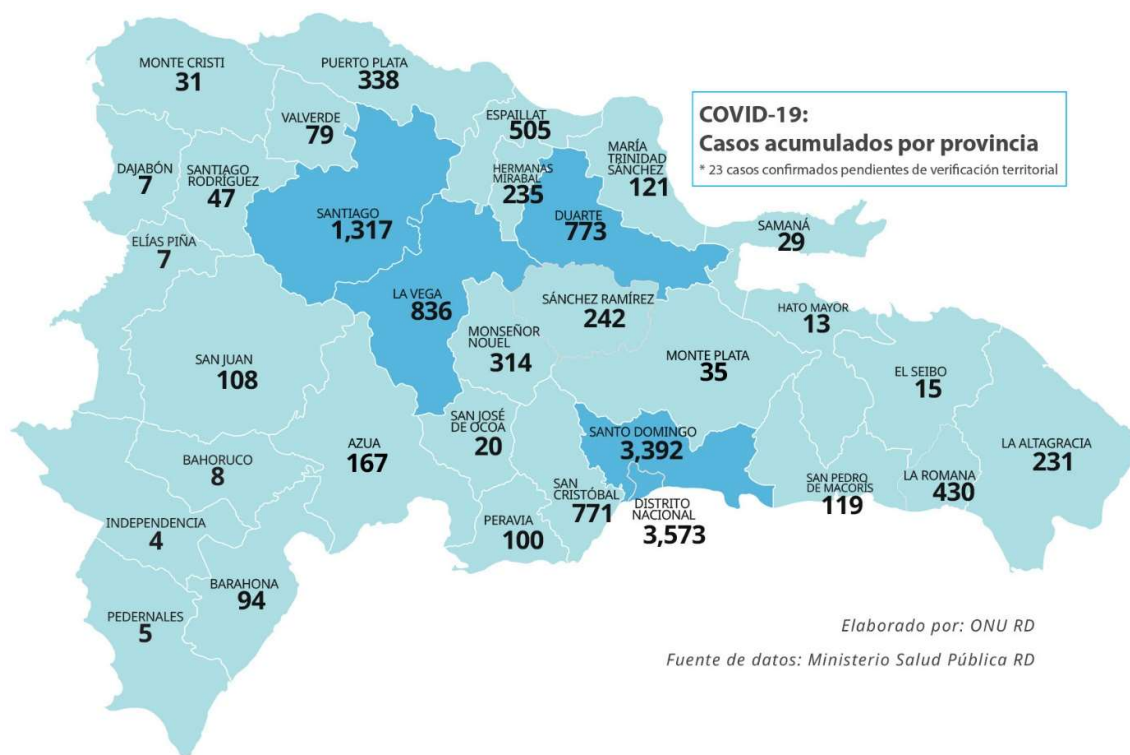 MONTE CRISTI
31
PUERTO PLATA
338
VALVERDE
79
ESPAILLAT
505
COVID-19:
Casos acumulados por provincia
* 23 casos confirmados pendientes de verificación territorial
DAJABÓN
7
SANTIAGO
RODRÍGUEZ
47
HERMANAS
MIRABAL
235
MARÍA
TRINIDAD
SÁNCHEZ
121
SANTIAGO
1,317
DUARTE
773
SAMANÁ
29
ELÍAS PIÑA
7
LA VEGA
836
SÁNCHEZ RAMÍREZ
242
HATO MAYOR
13
MONSEÑOR
NOUEL
314
SAN JUAN
108
MONTE PLATA
35
EL SEIBO
15
SAN JOSÉ
DE OCOA
20
SANTO DOMINGO
3,392
AZUA
167
LA ALTAGRACIA
231
BAHORUCO
8
SAN
CRISTÓBAL
771
DISTRITO
NACIONAL
3,573
SAN PEDRO
DE MACORÍS
119
LA ROMANA
430
INDEPENDENCIA
4
PERAVIA
100
BARAHONA
94
PEDERNALES
5
Elaborado por: ONU RD
Fuente de datos: Ministerio Salud Pública RD